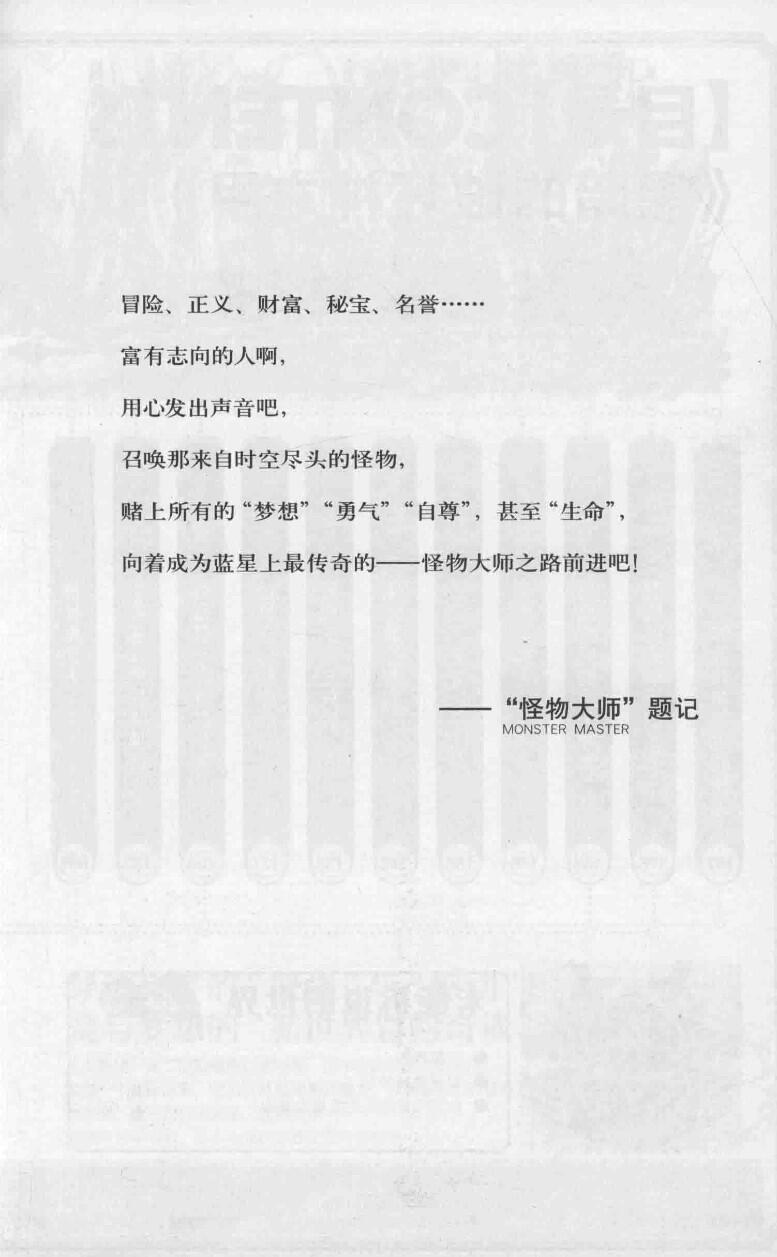 冒险、正义、财富、秘宝、名誉……
富有志向的人啊，
用心发出声音吧，
召唤那来自时空尽头的怪物，
赌上所有的“梦想”“勇气”“自尊”，甚至“生命”，
向着成为蓝星上最传奇的——怪物大师之路前进吧！
——“怪物大师”题记
MONSTER MASTER